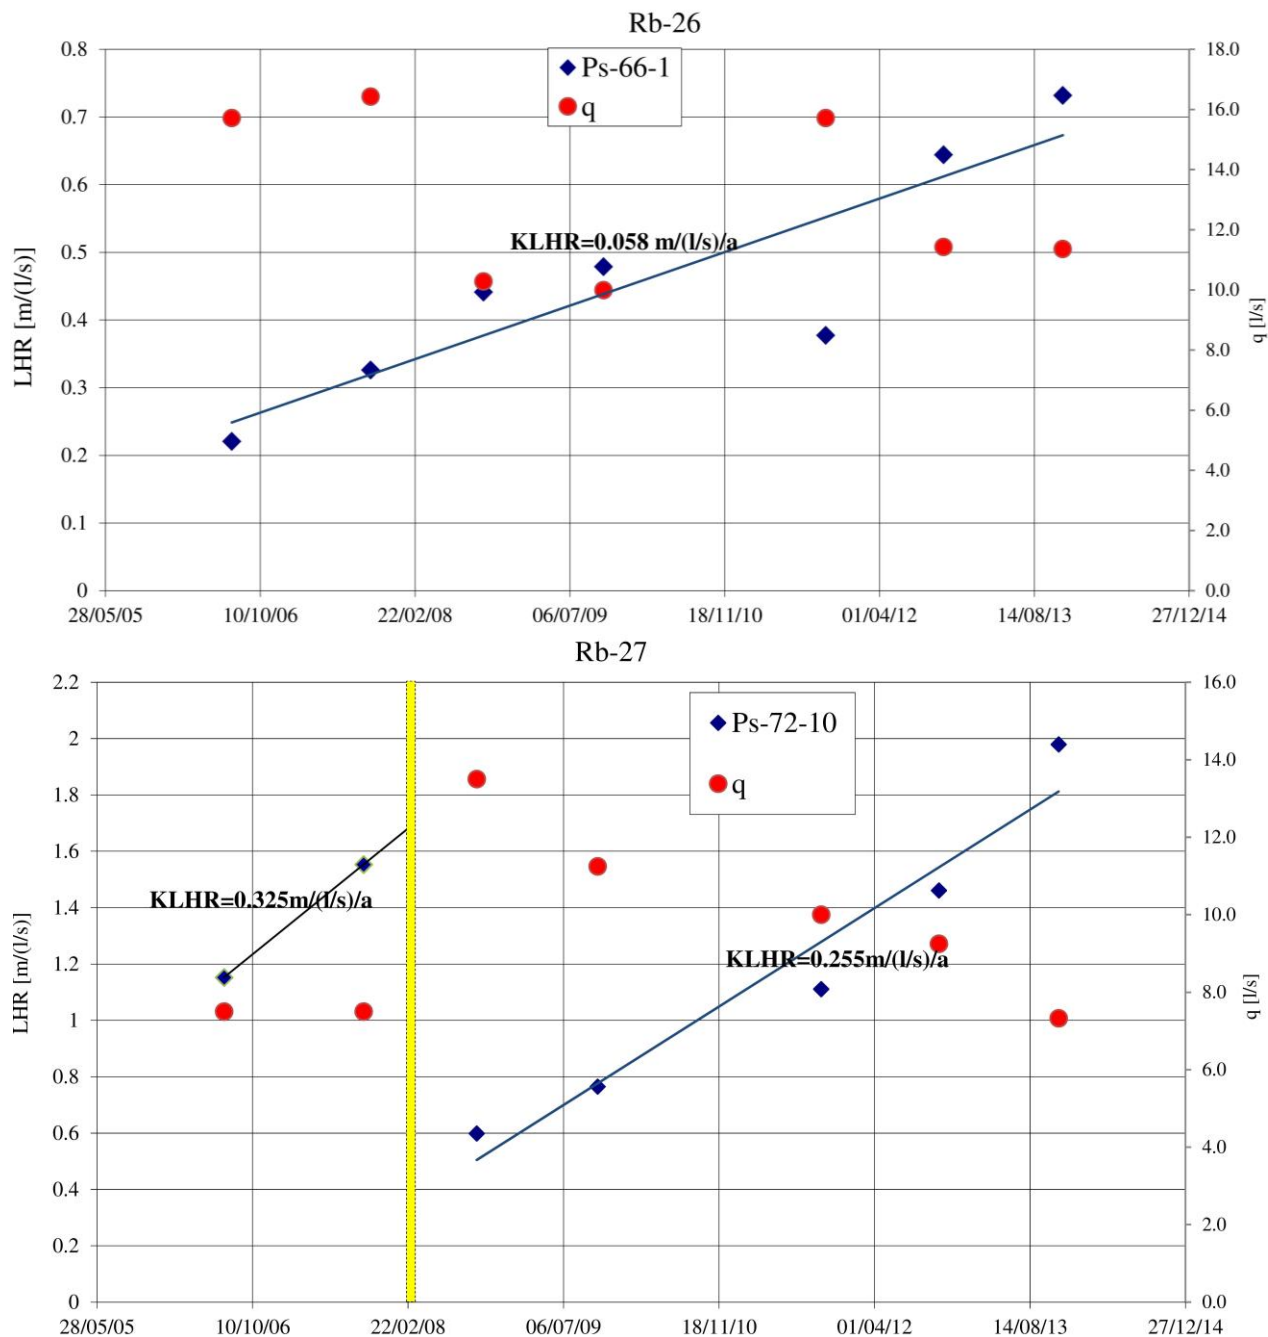 Rb-26
0.8
0.7
0.6
0.5
0.4
0.3
0.2
0.1
0
LHR [m/(l/s)]
Ps-66-1
q
KLHR=0.058 m/(l/s)/a
18.0
16.0
14.0
12.0
10.0
8.0
6.0
4.0
2.0
0.0
q [l/s]
28/05/05 10/10/06 22/02/08 06/07/09 18/11/10 01/04/12 14/08/13 27/12/14
Rb-27
2.2
2
1.8
1.6
1.4
1.2
1
0.8
0.6
0.4
0.2
0
LHR [m/(l/s)]
Ps-72-10
q
KLHR=0.325m/(l/s)/a
KLHR=0.255m/(l/s)/a
16.0
14.0
12.0
10.0
8.0
6.0
4.0
2.0
0.0
q [l/s]
28/05/05 10/10/06 22/02/08 06/07/09 18/11/10 01/04/12 14/08/13 27/12/14